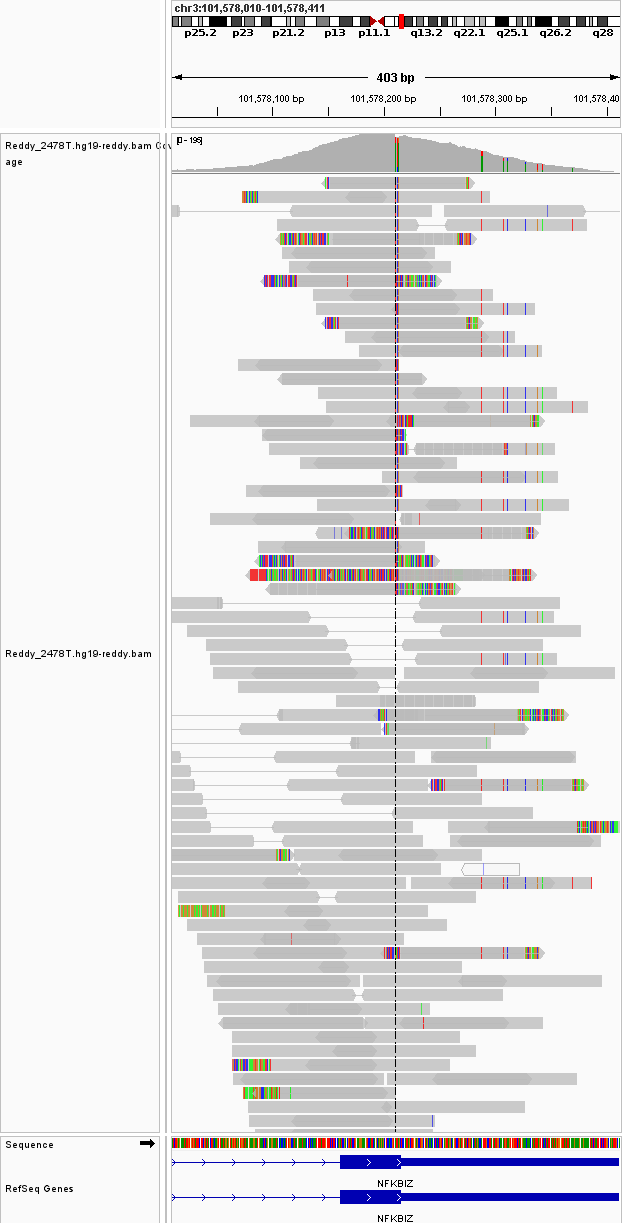 chr3:101,578,010-101,578,411
p25.2 p23 p21.2 p13 p11.1 q13.2 q22.1 q25.1 q26.2 q28
403 bp
101,578,100 bp 101,578,200 bp 101,578,300 bp 101,578,40
Reddy_2478T.hg19-reddy.bam Cov
age
[0 - 195]
Reddy_2478T.hg19-reddy.bam
Sequence
NFKBIZ
RefSeq Genes
NFKBIZ